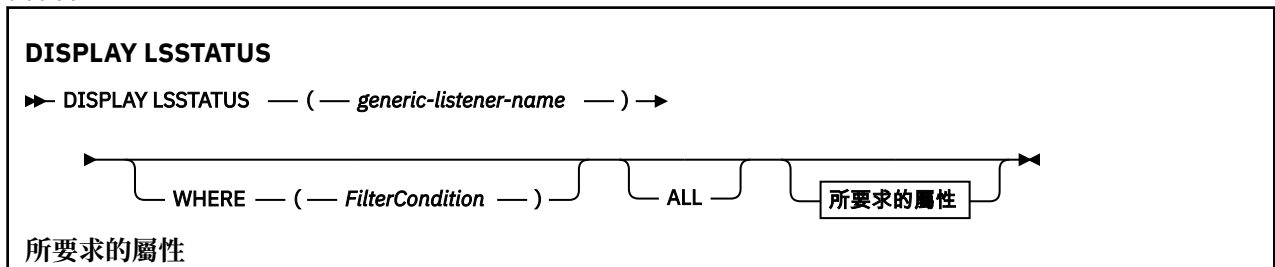 DISPLAY LSSTATUS
DISPLAY LSSTATUS ( generic-listener-name )
WHERE ( FilterCondition ) ALL 所要求的屬性
所要求的屬性